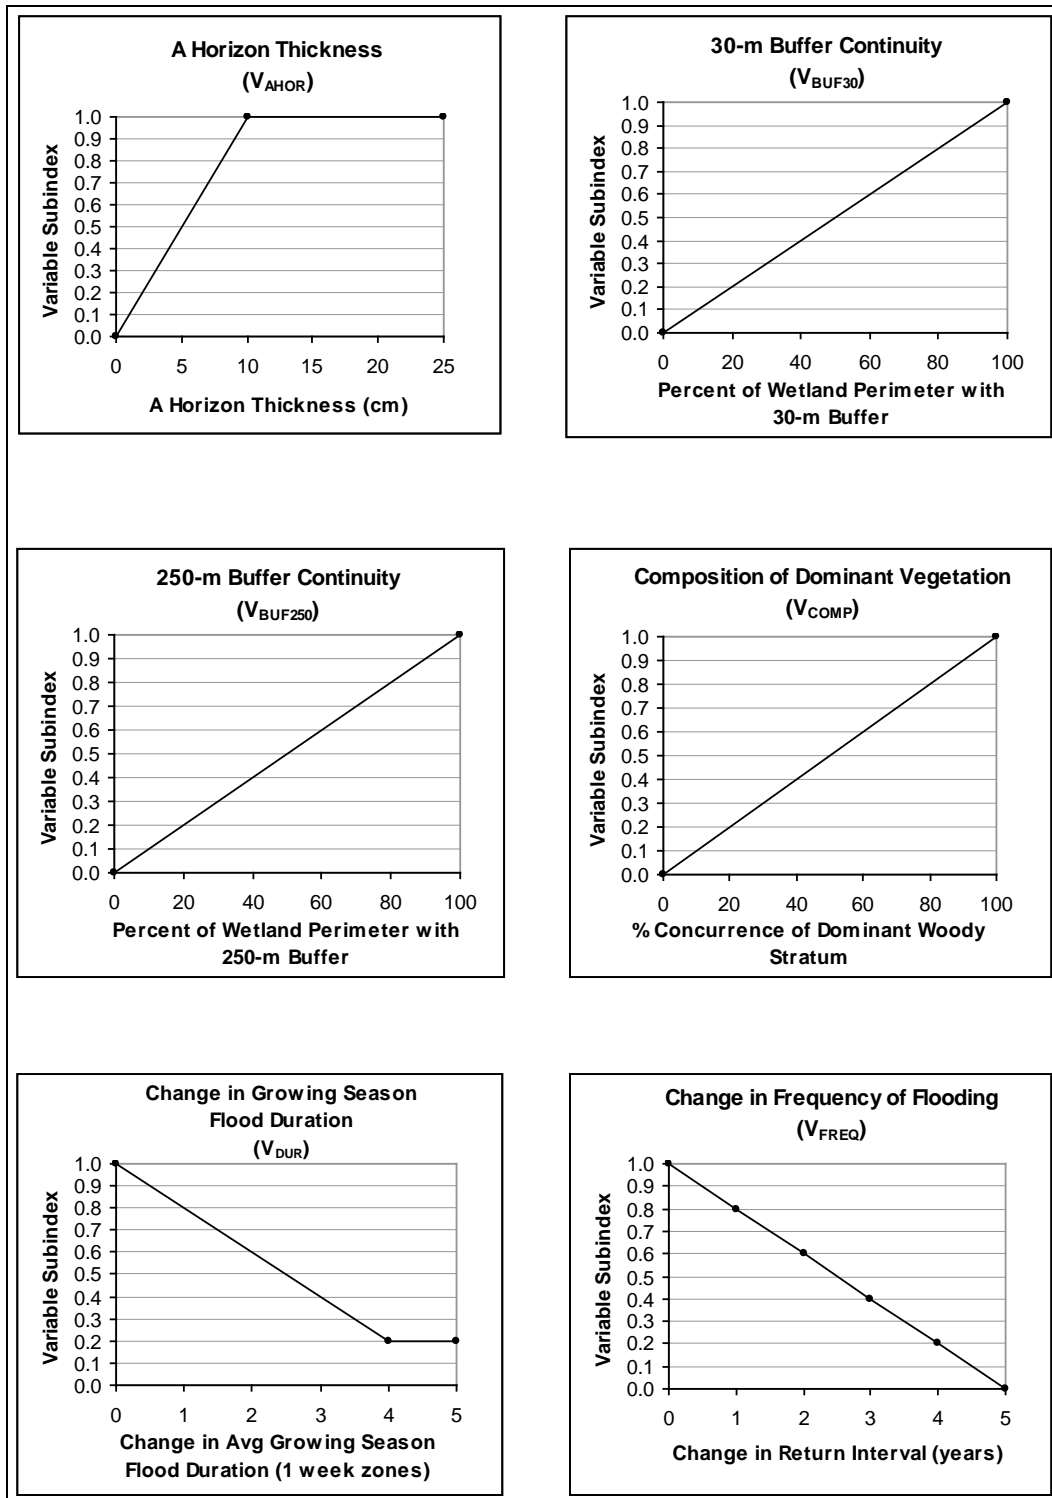 A Horizon Thickness
(V_AHOR)
Variable Subindex
1.0
0.9
0.8
0.7
0.6
0.5
0.4
0.3
0.2
0.1
0.0
0 5 10 15 20 25
A Horizon Thickness (cm)
30-m Buffer Continuity
(V_BUF30)
Variable Subindex
1.0
0.9
0.8
0.7
0.6
0.5
0.4
0.3
0.2
0.1
0.0
0 20 40 60 80 100
Percent of Wetland Perimeter with
30-m Buffer
250-m Buffer Continuity
(V_BUF250)
Variable Subindex
1.0
0.9
0.8
0.7
0.6
0.5
0.4
0.3
0.2
0.1
0.0
0 20 40 60 80 100
Percent of Wetland Perimeter with
250-m Buffer
Composition of Dominant Vegetation
(V_COMP)
Variable Subindex
1.0
0.9
0.8
0.7
0.6
0.5
0.4
0.3
0.2
0.1
0.0
0 20 40 60 80 100
% Concurrence of Dominant Woody
Stratum
Change in Growing Season
Flood Duration
(V_DUR)
Variable Subindex
1.0
0.9
0.8
0.7
0.6
0.5
0.4
0.3
0.2
0.1
0.0
0 1 2 3 4 5
Change in Avg Growing Season
Flood Duration (1 week zones)
Change in Frequency of Flooding
(V_FREQ)
Variable Subindex
1.0
0.9
0.8
0.7
0.6
0.5
0.4
0.3
0.2
0.1
0.0
0 1 2 3 4 5
Change in Return Interval (years)